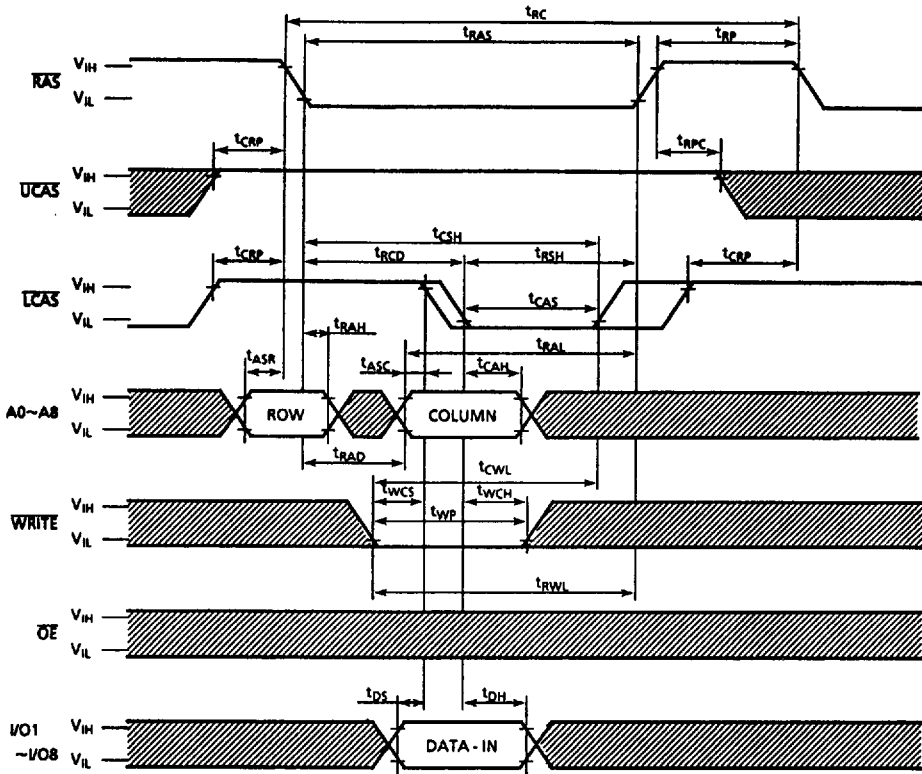 tRC
tRAS tRP
RAS VIH
VIL
tCRP tRPC
UCAS VIH
VIL
tCSH
tCRP tRCD tRSH tCRP
LCAS VIH
VIL
tCAS
tRAH
tRAL
tASR tASC tCAH
A0~A8 VIH
VIL
ROW COLUMN
tRAD
tCWL
tWCS tWCH
WRITE VIH
VIL
tWP
tRWL
OE VIH
VIL
tDS tDH
I/O1
~I/O8 VIH
VIL
DATA - IN